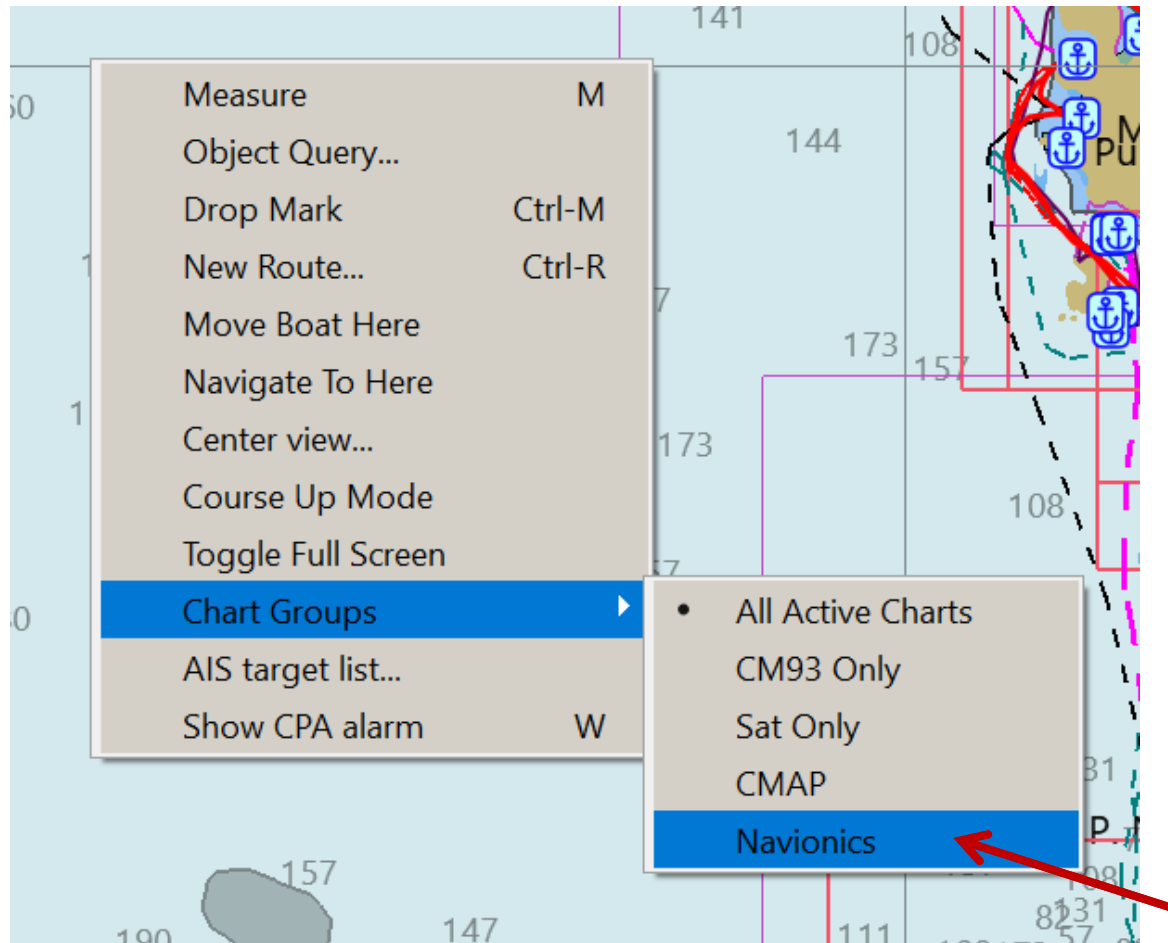 141
108
144
Measure M
Object Query...
Drop Mark Ctrl-M
New Route... Ctrl-R
Move Boat Here
Navigate To Here
Center view...
Course Up Mode
Toggle Full Screen
Chart Groups
AIS target list...
Show CPA alarm W
All Active Charts
CM93 Only
Sat Only
CMAP
Navionics
173
157
173
108
157
147
190
111